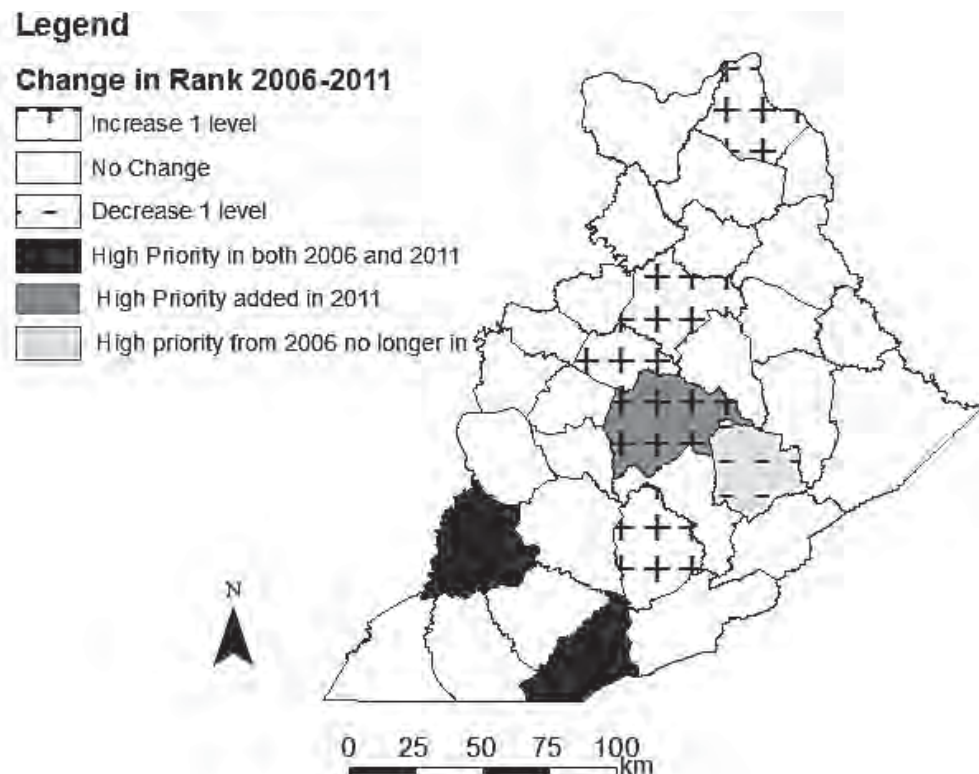 Legend
Change in Rank 2006-2011
Increase 1 level
No Change
Decrease 1 level
High Priority in both 2006 and 2011
High Priority added in 2011
High priority from 2006 no longer in
N
0 25 50 75 100
km